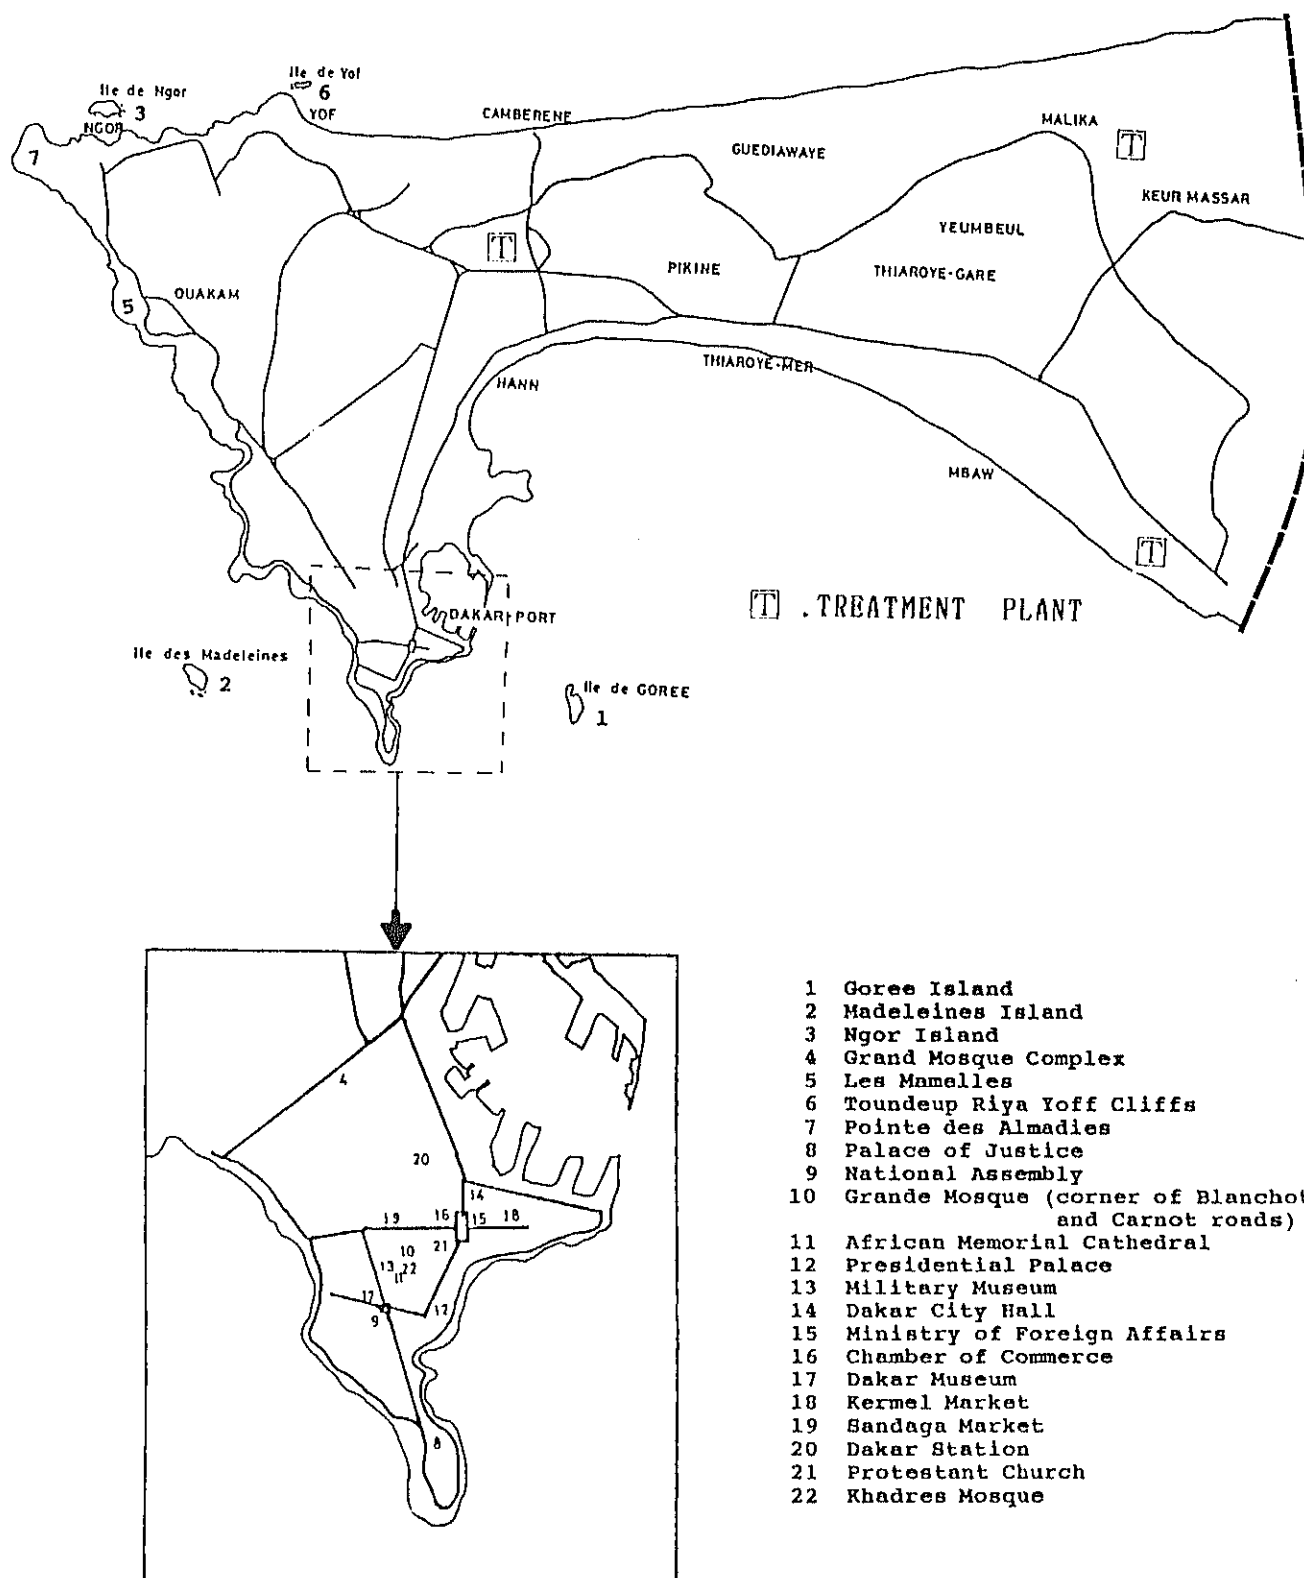 Ile de Yof
6
Ile de Ngor
3
YOF
NGOR
CAMBERENE
MALIKA
T
7
GUEDIAWAYE
KEUR MASSAR
YEUMBEUL
T
PIKINE
THIAROYE-GARE
OUAKAM
5
THIAROYE-MER
HANN
MBAW
T
T .TREATMENT PLANT
DAKAR PORT
Ile des Madeleines
2
Ile de GOREE
1
4
20
14
19
16
15
18
21
10
13
22
11
17
12
9
8
1 Goree Island
2 Madeleines Island
3 Ngor Island
4 Grand Mosque Complex
5 Les Mamelles
6 Toundeup Riya Yoff Cliffs
7 Pointe des Almadies
8 Palace of Justice
9 National Assembly
10 Grande Mosque (corner of Blanchot
and Carnot roads)
11 African Memorial Cathedral
12 Presidential Palace
13 Military Museum
14 Dakar City Hall
15 Ministry of Foreign Affairs
16 Chamber of Commerce
17 Dakar Museum
18 Kermel Market
19 Sandaga Market
20 Dakar Station
21 Protestant Church
22 Khadres Mosque